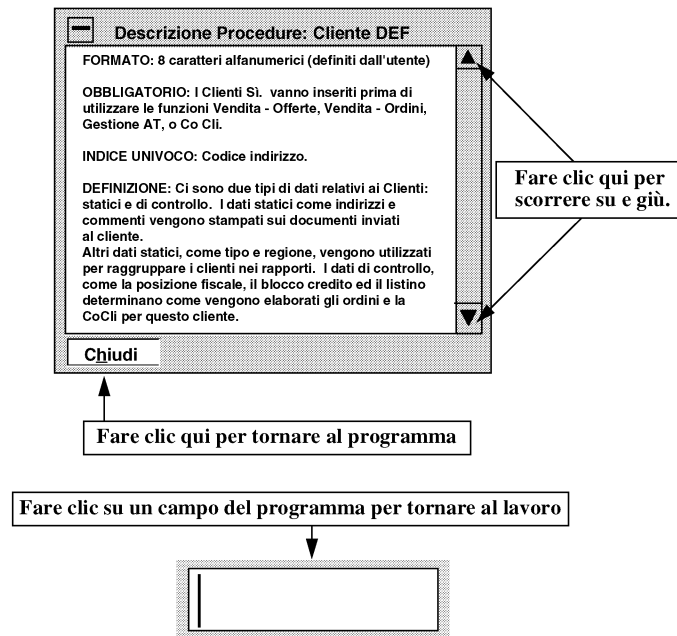 Descrizione Procedure: Cliente DEF
FORMATO: 8 caratteri alfanumerici (definiti dall'utente)
OBBLIGATORIO: I Clienti Sì. vanno inseriti prima di
utilizzare le funzioni Vendita - Offerte, Vendita - Ordini,
Gestione AT, o Co Cli.
INDICE UNIVOCO: Codice indirizzo.
DEFINIZIONE: Ci sono due tipi di dati relativi ai Clienti:
statici e di controllo. I dati statici come indirizzi e
commenti vengono stampati sui documenti inviati
al cliente.
Altri dati statici, come tipo e regione, vengono utilizzati
per raggruppare i clienti nei rapporti. I dati di controllo,
come la posizione fiscale, il blocco credito ed il listino
determinano come vengono elaborati gli ordini e la
CoCli per questo cliente.
Fare clic qui per
scorrere su e giù.
Chiudi
Fare clic qui per tornare al programma
Fare clic su un campo del programma per tornare al lavoro